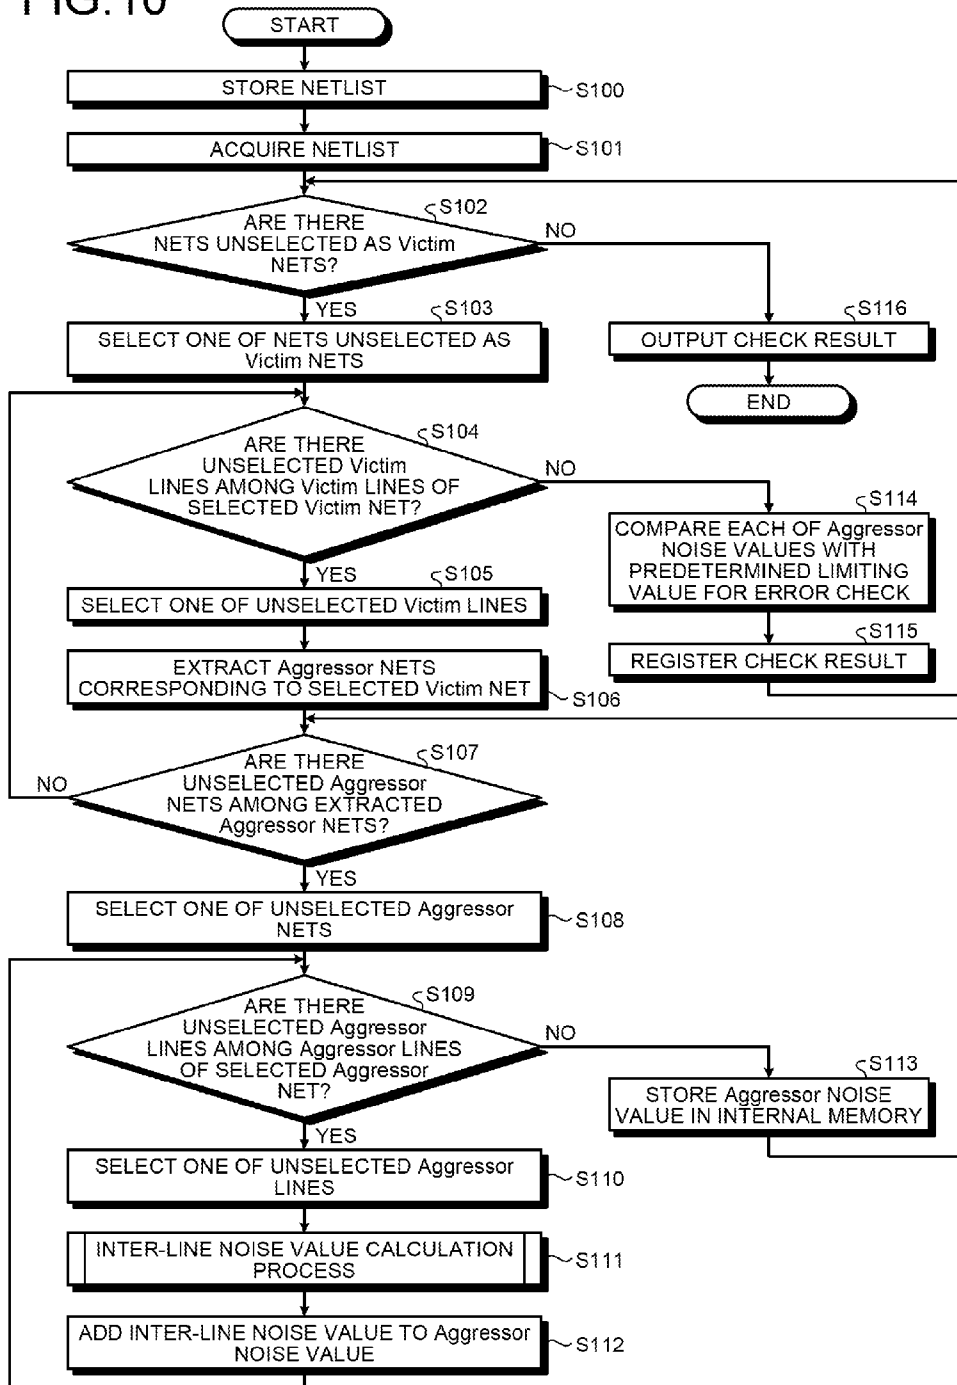 FIG.10
START
STORE NETLIST
S100
ACQUIRE NETLIST
S101
S102
ARE THERE
NETS UNSELECTED AS Victim
NETS?
NO
YES
S103
SELECT ONE OF NETS UNSELECTED AS
Victim NETS
S116
OUTPUT CHECK RESULT
END
S104
ARE THERE
UNSELECTED Victim
LINES AMONG Victim LINES OF
SELECTED Victim NET?
NO
YES
S114
COMPARE EACH OF Aggressor
NOISE VALUES WITH
PREDETERMINED LIMITING
VALUE FOR ERROR CHECK
S105
SELECT ONE OF UNSELECTED Victim LINES
S115
REGISTER CHECK RESULT
EXTRACT Aggressor NETS
CORRESPONDING TO SELECTED Victim NET
S106
S107
ARE THERE
UNSELECTED Aggressor
NETS AMONG EXTRACTED
Aggressor NETS?
NO
YES
SELECT ONE OF UNSELECTED Aggressor
NETS
S108
S109
ARE THERE
UNSELECTED Aggressor
LINES AMONG Aggressor LINES
OF SELECTED Aggressor
NET?
NO
YES
S113
STORE Aggressor NOISE
VALUE IN INTERNAL MEMORY
SELECT ONE OF UNSELECTED Aggressor
LINES
S110
INTER-LINE NOISE VALUE CALCULATION
PROCESS
S111
ADD INTER-LINE NOISE VALUE TO Aggressor
NOISE VALUE
S112